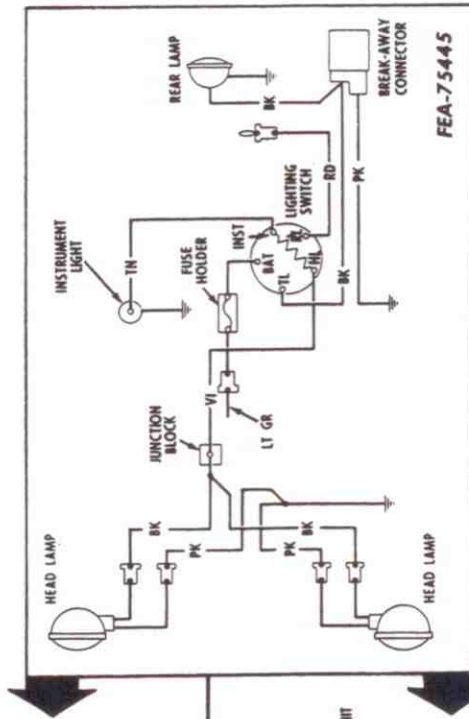 HEAD LAMP
BK
PK
JUNCTION
BLOCK
VI
LT GR
INSTRUMENT
LIGHT
TN
FUSE
HOLDER
INST
BAT
TL
HL
LIGHTING
SWITCH
RD
BK
PK
REAR LAMP
BK
BREAK-AWAY
CONNECTOR
PK
BK
HEAD LAMP
FEA-75445